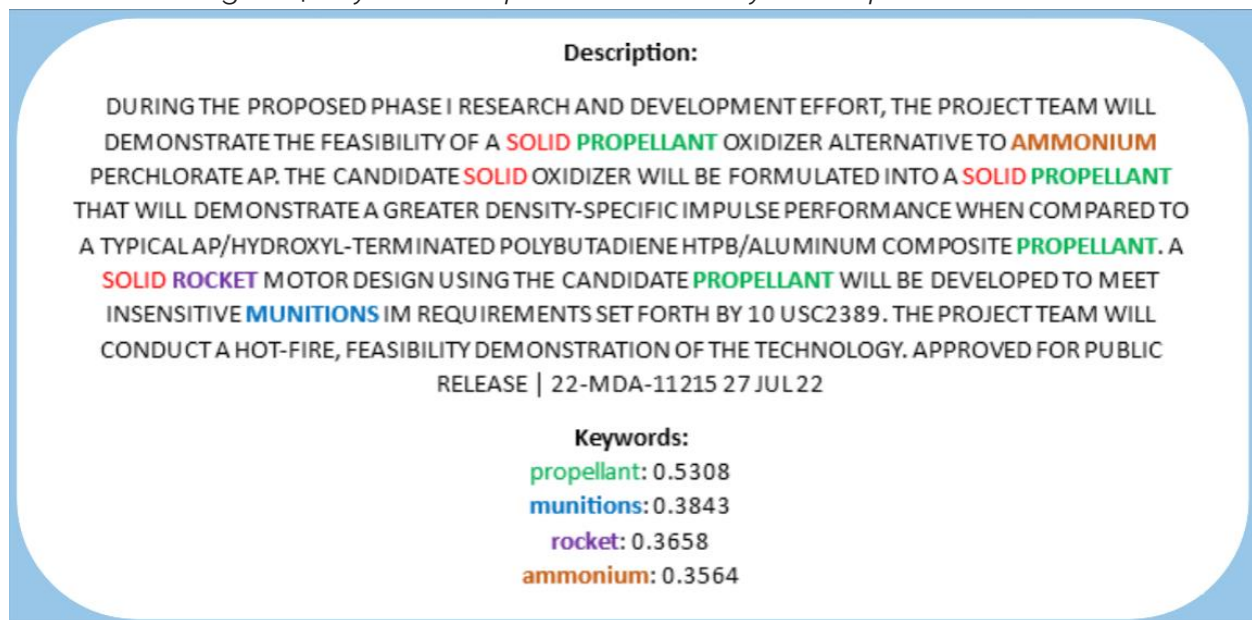 Description:
DURING THE PROPOSED PHASE I RESEARCH AND DEVELOPMENT EFFORT, THE PROJECT TEAM WILL
DEMONSTRATE THE FEASIBILITY OF A SOLID PROPELLANT OXIDIZER ALTERNATIVE TO AMMONIUM
PERCHLORATE AP. THE CANDIDATE SOLID OXIDIZER WILL BE FORMULATED INTO A SOLID PROPELLANT
THAT WILL DEMONSTRATE A GREATER DENSITY-SPECIFIC IMPULSE PERFORMANCE WHEN COMPARED TO
A TYPICAL AP/HYDROXYL-TERMINATED POLYBUTADIENE HTPB/ALUMINUM COMPOSITE PROPELLANT. A
SOLID ROCKET MOTOR DESIGN USING THE CANDIDATE PROPELLANT WILL BE DEVELOPED TO MEET
INSENSITIVE MUNITIONS IM REQUIREMENTS SET FORTH BY 10 USC2389. THE PROJECT TEAM WILL
CONDUCT A HOT-FIRE, FEASIBILITY DEMONSTRATION OF THE TECHNOLOGY. APPROVED FOR PUBLIC
RELEASE | 22-MDA-11215 27 JUL 22
Keywords:
propellant: 0.5308
munitions: 0.3843
rocket: 0.3658
ammonium: 0.3564